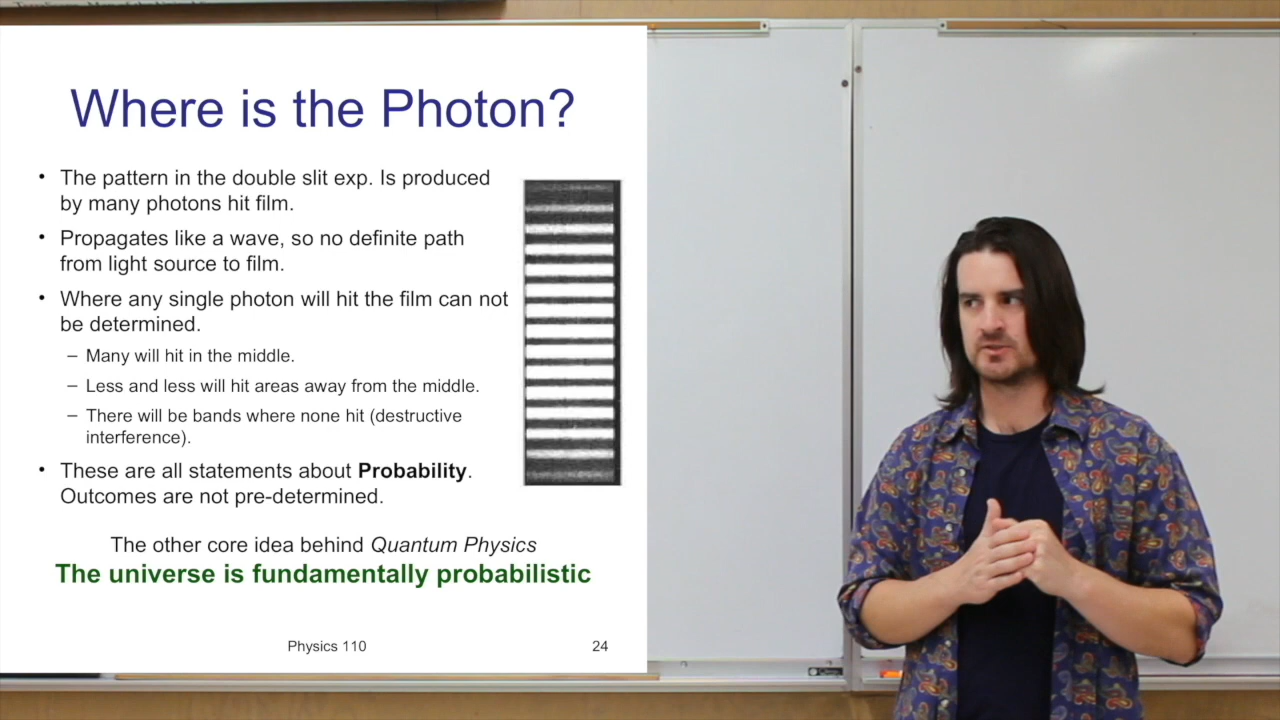 Where is the Photon?
• The pattern in the double slit exp. Is produced
by many photons hit film.
• Propagates like a wave, so no definite path
from light source to film.
• Where any single photon will hit the film can not
be determined.
– Many will hit in the middle.
– Less and less will hit areas away from the middle.
– There will be bands where none hit (destructive
interference).
• These are all statements about Probability.
Outcomes are not pre-determined.
The other core idea behind Quantum Physics
The universe is fundamentally probabilistic
Physics 110
24